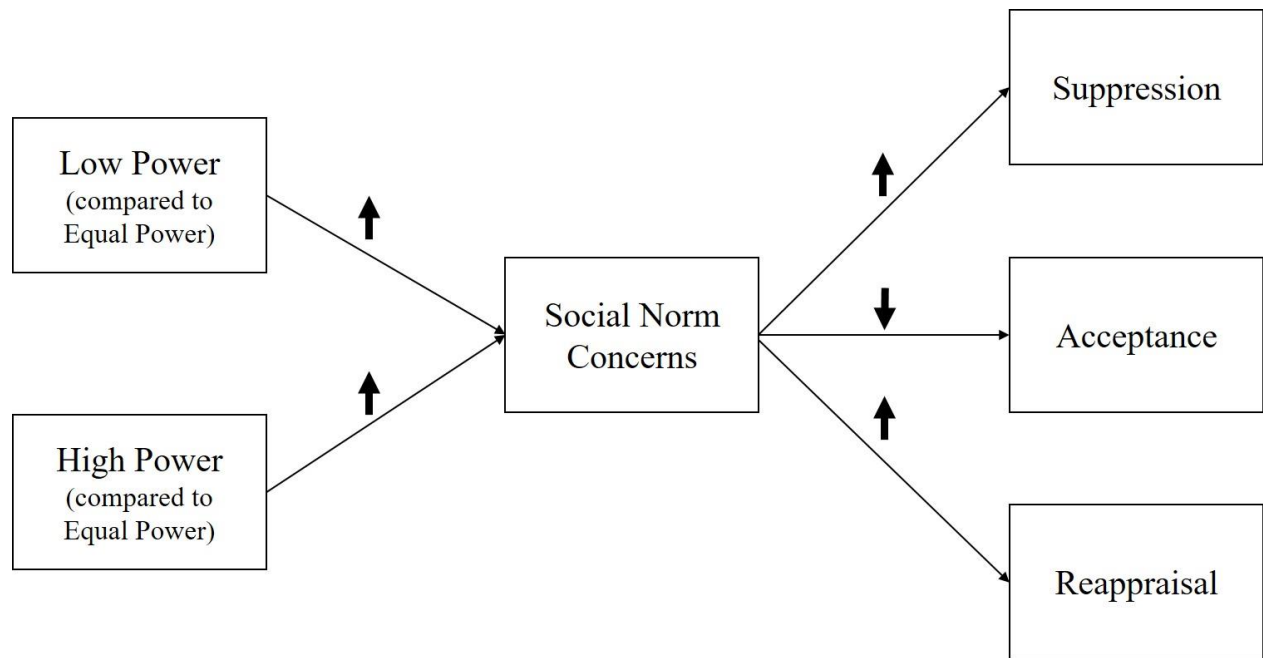 Low Power
(compared to
Equal Power)
High Power
(compared to
Equal Power)
Social Norm
Concerns
Suppression
Acceptance
Reappraisal